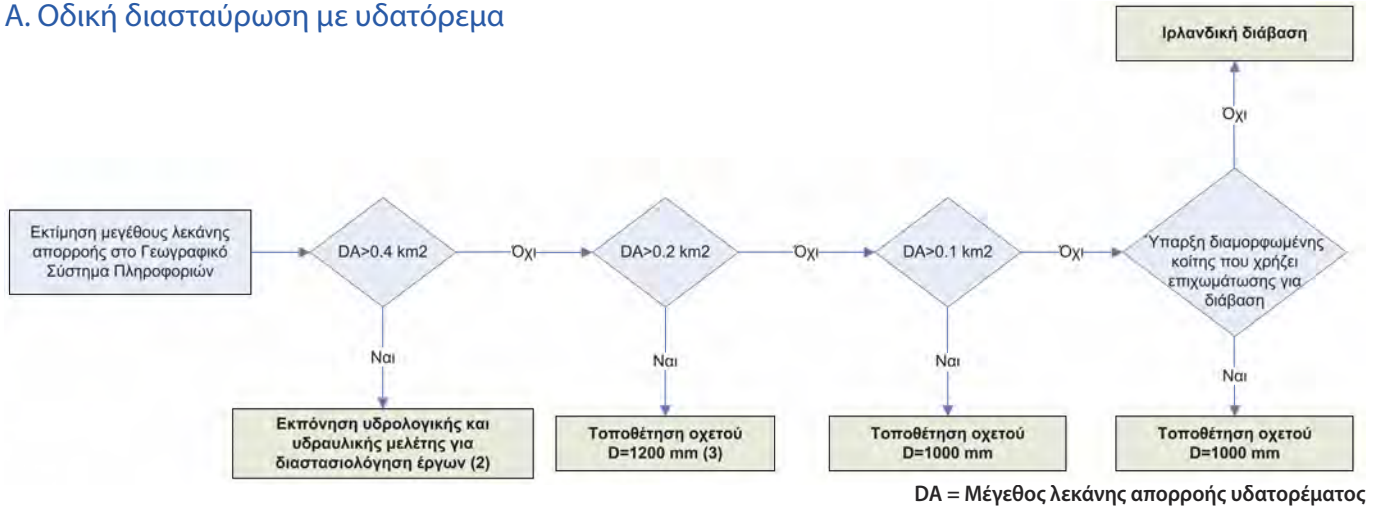 Α. Οδική διασταύρωση με υδατόρεμα
Ιρλανδική διάβαση
Όχι
Εκτίμηση μεγέθους λεκάνης
απορροής στο Γεωγραφικό
Σύστημα Πληροφοριών
DA>0.4 km2
Όχι
DA>0.2 km2
Όχι
DA>0.1 km2
Όχι
Ύπαρξη διαμορφωμένης
κοίτης που χρήζει
επιχωμάτωσης για
διάβαση
Ναι
Ναι
Ναι
Ναι
Εκπόνηση υδρολογικής και
υδραυλικής μελέτης για
διαστασιολόγηση έργων (2)
Τοποθέτηση οχετού
D=1200 mm (3)
Τοποθέτηση οχετού
D=1000 mm
Τοποθέτηση οχετού
D=1000 mm
DA = Μέγεθος λεκάνης απορροής υδατορέματος